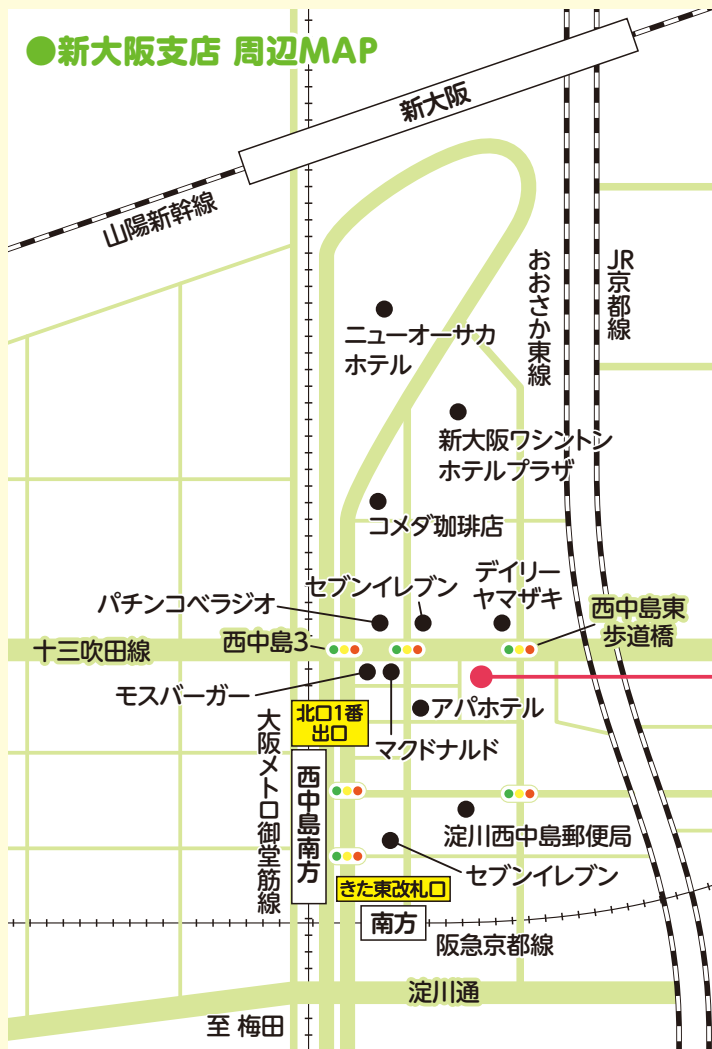 ●新大阪支店 周辺MAP
新大阪
山陽新幹線
おおさか東線
JR京都線
ニューオーサカ
ホテル
新大阪ワシントン
ホテルプラザ
コメダ珈琲店
パチンコベラジオ
セブンイレブン
デイリー
ヤマザキ
西中島東
歩道橋
十三吹田線
西中島3
モスバーガー
マクドナルド
アパホテル
北口1番
出口
大阪メトロ御堂筋線
西中島南方
淀川西中島郵便局
セブンイレブン
きた東改札口
南方
阪急京都線
淀川通
至 梅田